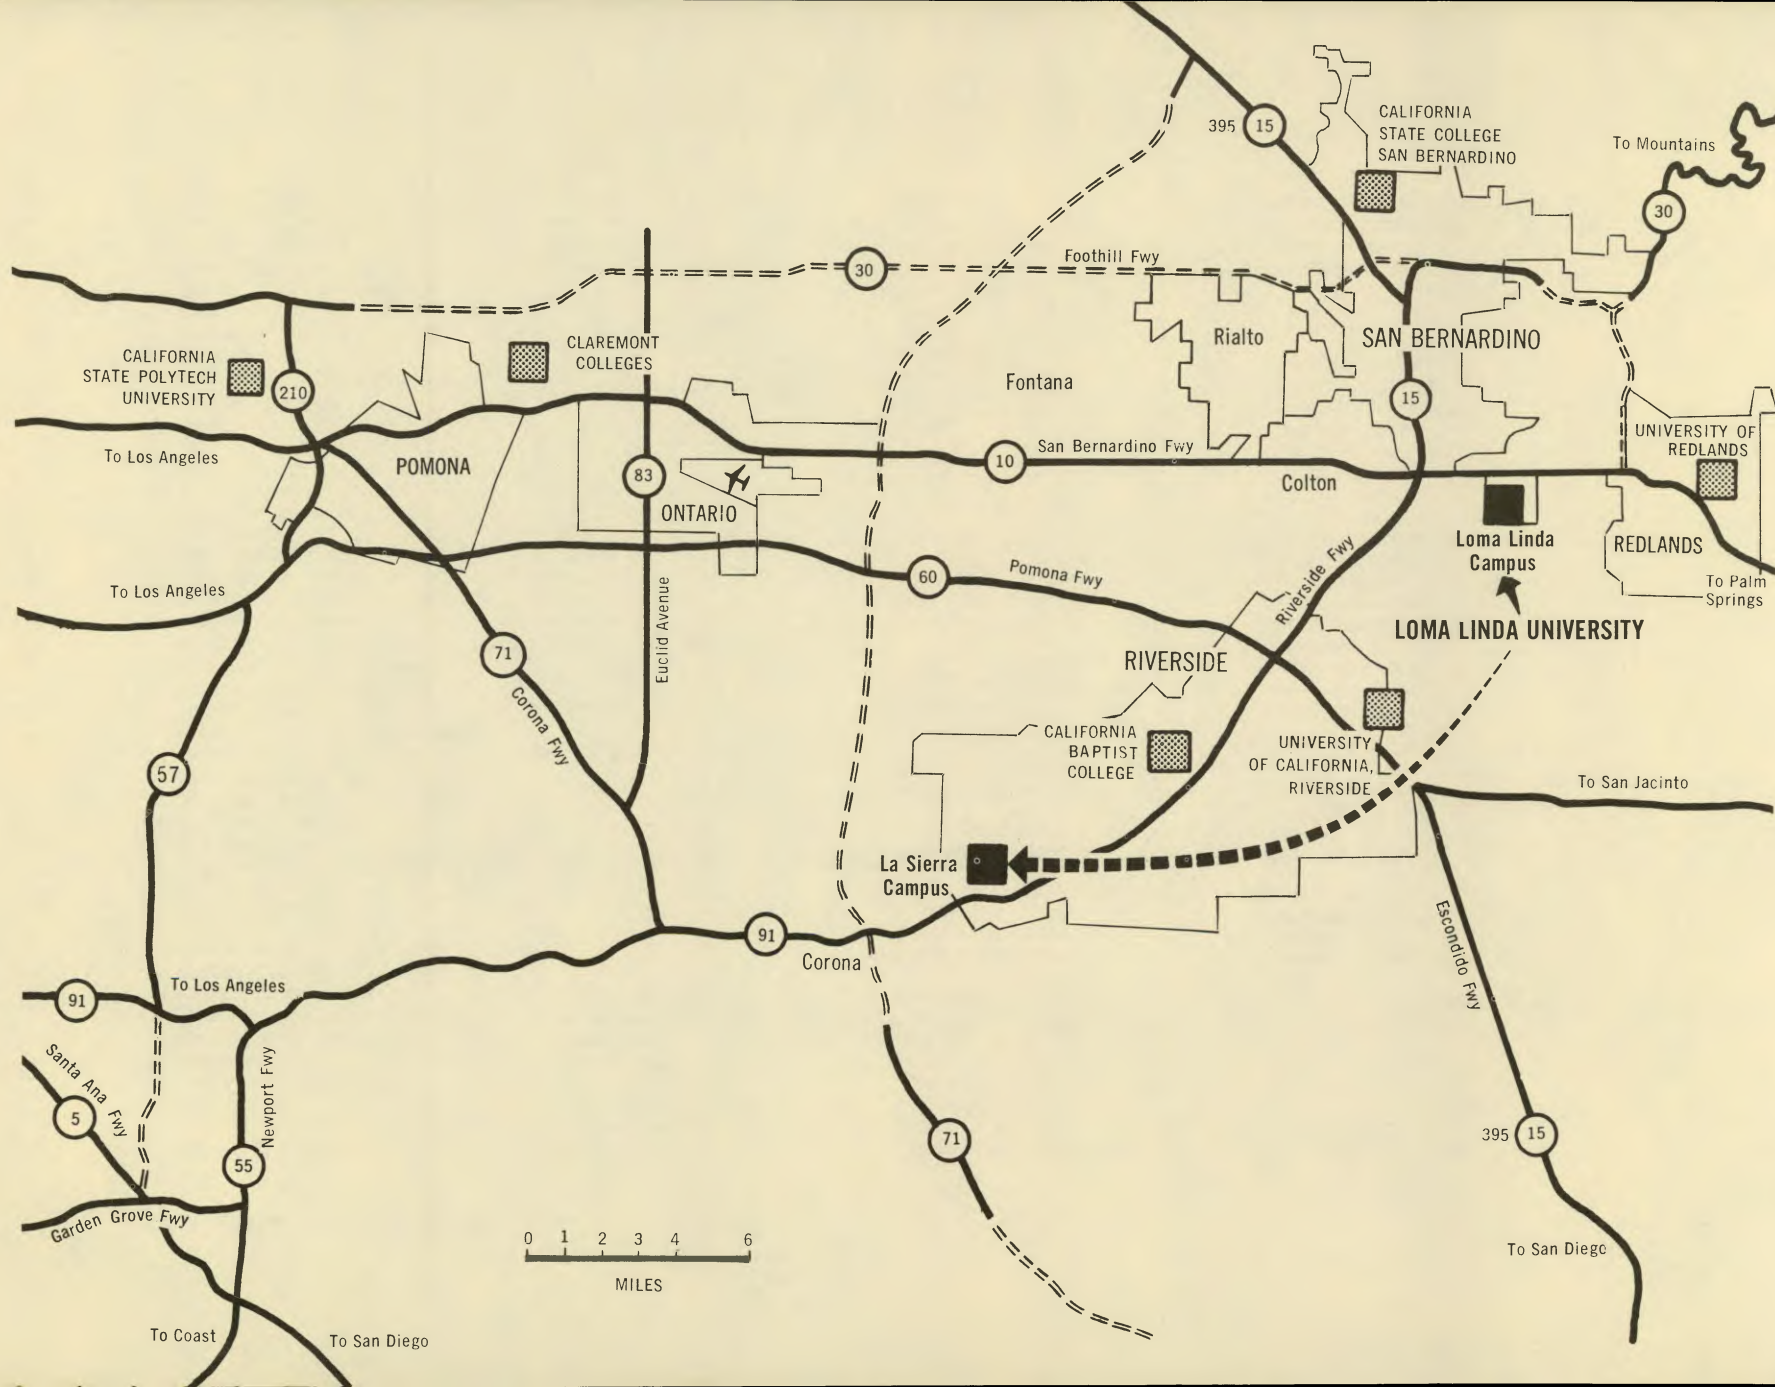 395
15
CALIFORNIA
STATE COLLEGE
SAN BERNARDINO
To Mountains
30
Foothill Fwy
30
CALIFORNIA
STATE POLYTECH
UNIVERSITY
210
CLAREMONT
COLLEGES
Rialto
SAN BERNARDINO
Fontana
15
To Los Angeles
POMONA
83
ONTARIO
10
San Bernardino Fwy
Colton
UNIVERSITY OF
REDLANDS
Loma Linda
Campus
REDLANDS
To Palm
Springs
To Los Angeles
60
Pomona Fwy
Riverside Fwy
LOMA LINDA UNIVERSITY
71
Corona Fwy
Euclid Avenue
RIVERSIDE
57
CALIFORNIA
BAPTIST
COLLEGE
UNIVERSITY
OF CALIFORNIA,
RIVERSIDE
To San Jacinto
La Sierra
Campus
91
Corona
Escondido Fwy
91
To Los Angeles
Santa Ana Fwy
5
Newport Fwy
55
Garden Grove Fwy
71
395
15
To San Diego
0 1 2 3 4 6
MILES
To Coast
To San Diego